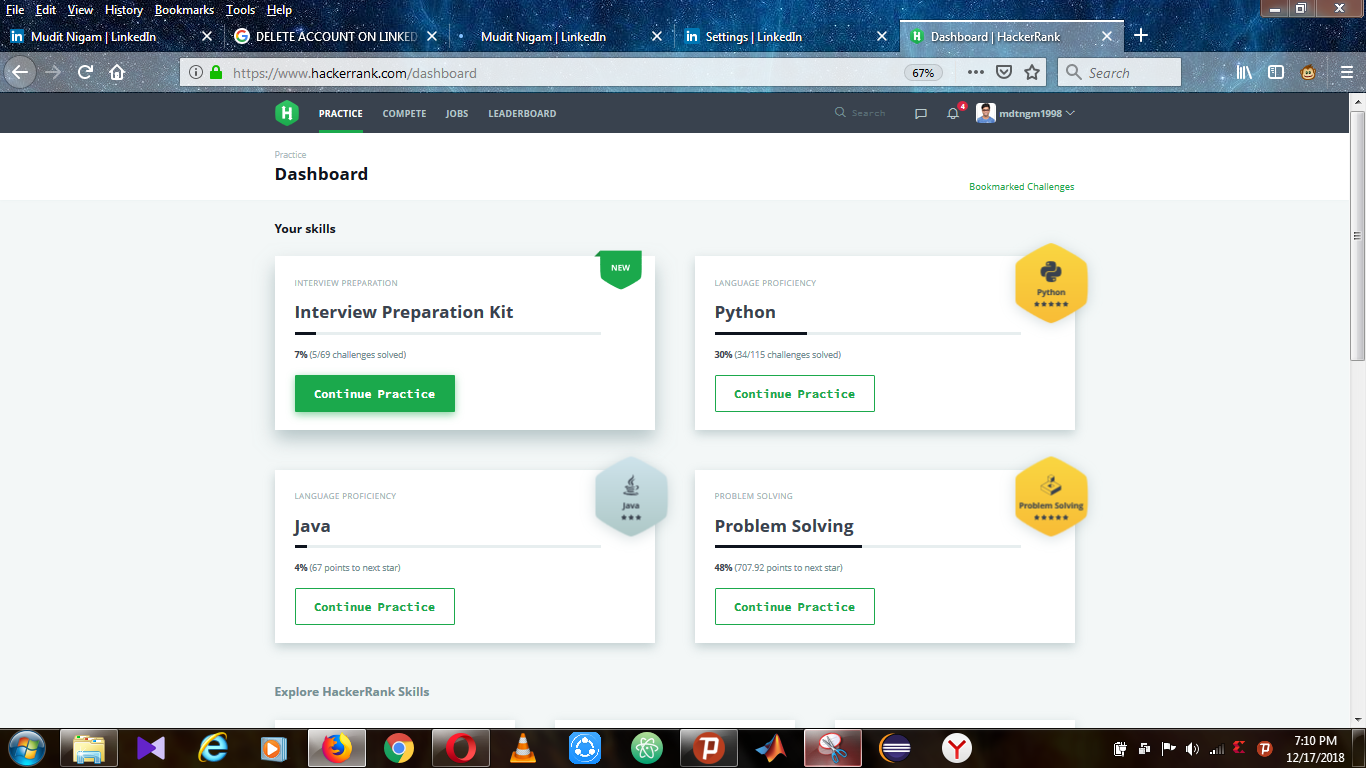 File Edit View History Bookmarks Tools Help
Mudit Nigam | LinkedIn
DELETE ACCOUNT ON LINKED
Mudit Nigam | LinkedIn
Settings | LinkedIn
Dashboard | HackerRank
https://www.hackerrank.com/dashboard
67%
Search
PRACTICE COMPETE JOBS LEADERBOARD
Search
4
mdtngm1998
Practice
Dashboard
Bookmarked Challenges
Your skills
NEW
INTERVIEW PREPARATION
Interview Preparation Kit
7% (5/69 challenges solved)
Continue Practice
Python
LANGUAGE PROFICIENCY
Python
30% (34/115 challenges solved)
Continue Practice
Java
LANGUAGE PROFICIENCY
Java
4% (67 points to next star)
Continue Practice
Problem Solving
PROBLEM SOLVING
Problem Solving
48% (707.92 points to next star)
Continue Practice
Explore HackerRank Skills
7:10 PM
12/17/2018